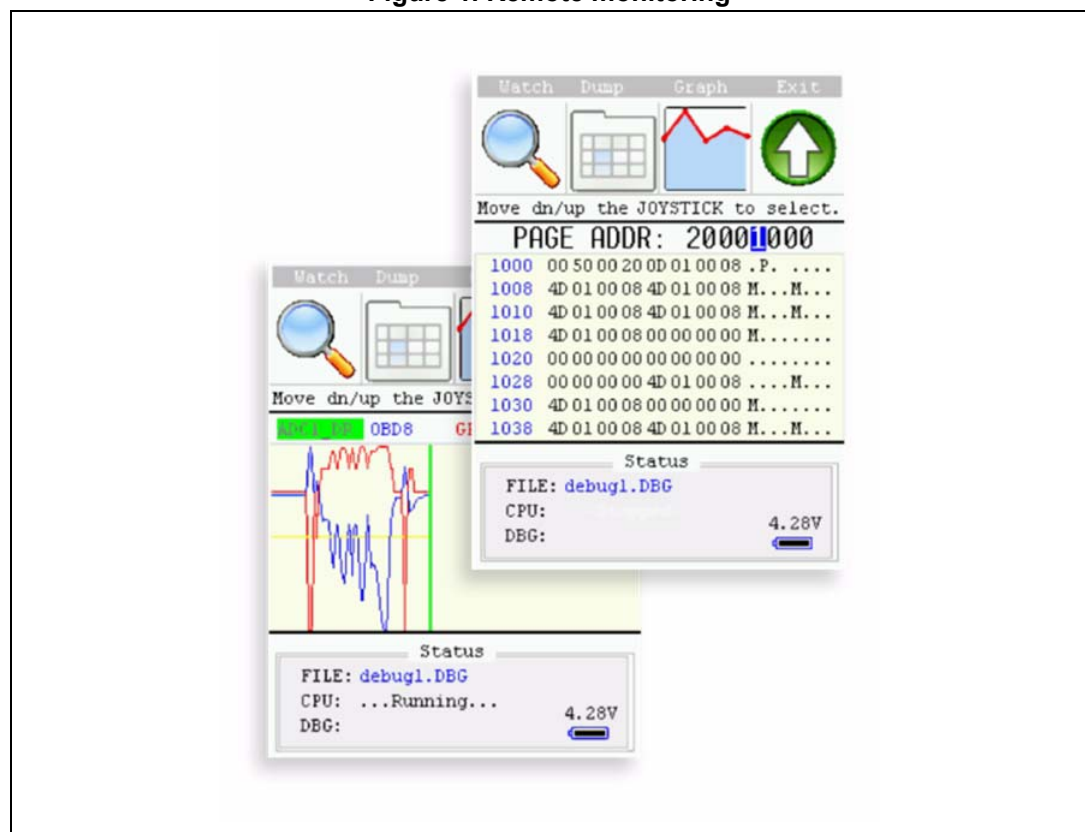 Figure 1. Remote monitoring
Watch Dump Graph Exit
Move dn/up the JOYSTICK to select.
PAGE ADDR: 20001000
1000 00 50 00 20 0D 01 00 08 .P. ....
1008 4D 01 00 08 4D 01 00 08 M...M...
1010 4D 01 00 08 4D 01 00 08 M...M...
1018 4D 01 00 08 00 00 00 00 M.......
1020 00 00 00 00 00 00 00 00 ........
1028 00 00 00 00 4D 01 00 08 ....M...
1030 4D 01 00 08 00 00 00 00 M.......
1038 4D 01 00 08 4D 01 00 08 M...M...
Status
FILE: debug1.DBG
CPU:
DBG:
4.28V
Watch Dump
Move dn/up the JOYS
ADC1_DR OBD8
Status
FILE: debug1.DBG
CPU: ...Running...
DBG:
4.28V